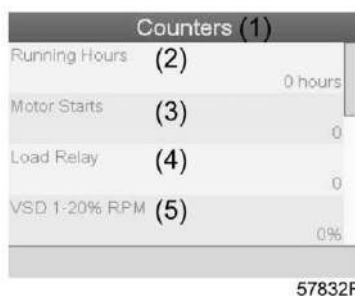 Counters (1)
Running Hours (2)
0 hours
Motor Starts (3)
0
Load Relay (4)
0
VSD 1-20% RPM (5)
0%
57832F